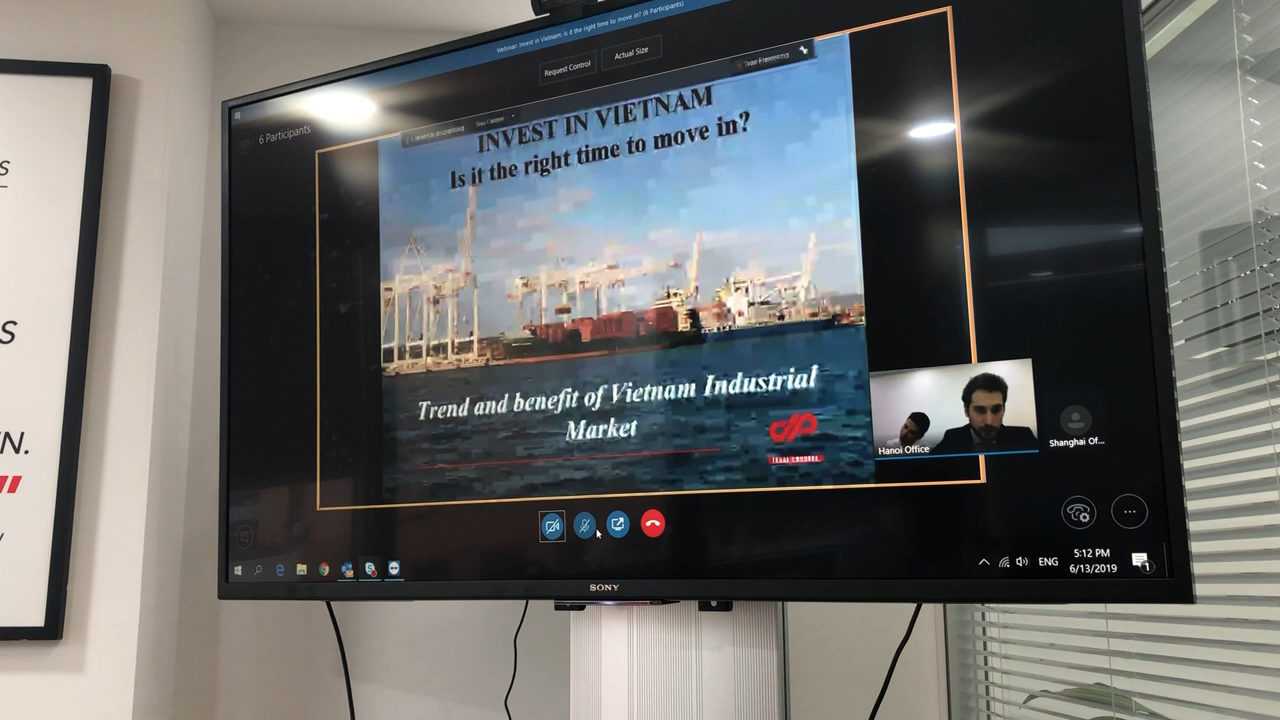 Webinar: Invest in Vietnam: is it the right time to move in? (6 Participants)
Request Control
Actual Size
6 Participants
INVEST IN VIETNAM
Is it the right time to move in?
Trend and benefit of Vietnam Industrial
Market
Hanoi Office
Shanghai Of...
ENG
5:12 PM
6/13/2019
1
SONY
S
S
N.